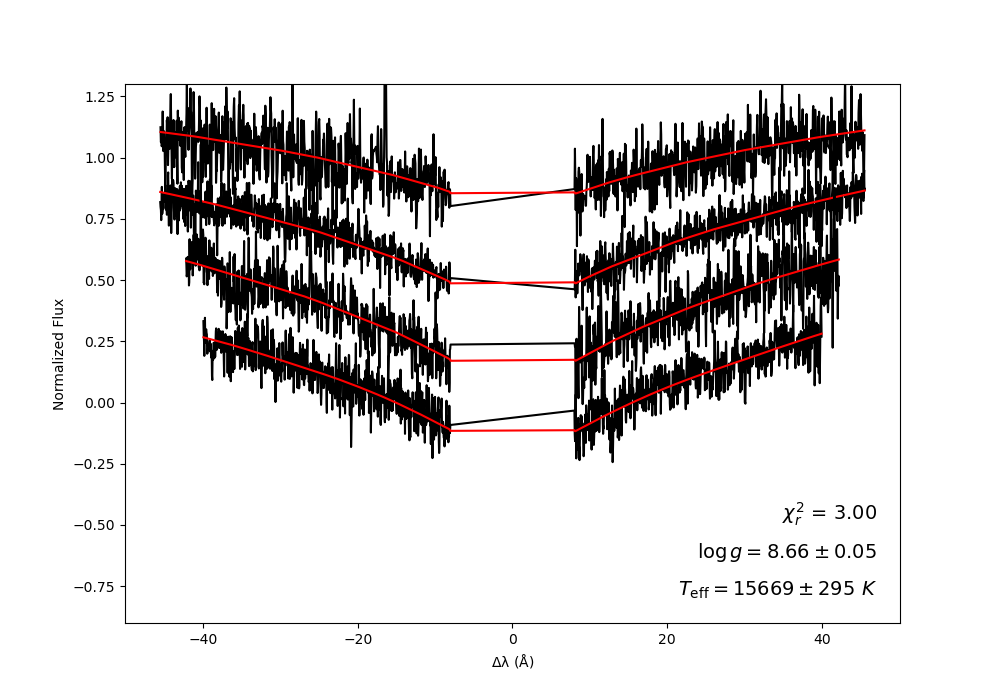 1.25
1.00
0.75
0.50
0.25
0.00
−0.25
−0.50
−0.75
Normalized Flux
χ²ᵣ = 3.00
log g = 8.66 ± 0.05
T_eff = 15669 ± 295 K
−40 −20 0 20 40
Δλ (Å)